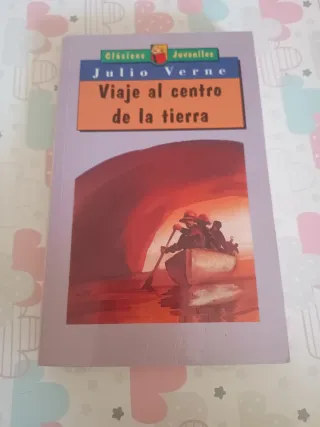 Clásicos Juveniles
Julio Verne
Viaje al centro
de la tierra